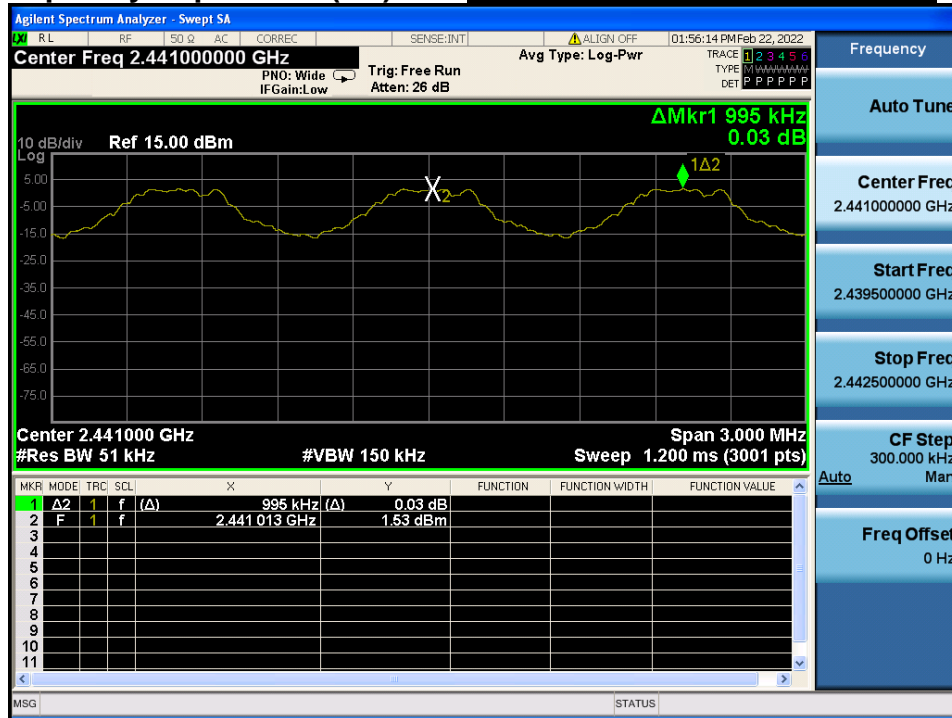 Agilent Spectrum Analyzer - Swept SA
LXI RL RF 50 Ω AC CORREC SENSE:INT ALIGN OFF 01:56:14 PM Feb 22, 2022
Center Freq 2.441000000 GHz
PNO: Wide
IFGain:Low
Trig: Free Run
Atten: 26 dB
Avg Type: Log-Pwr
TRACE 1 2 3 4 5 6
TYPE M
DET P P P P P P
ΔMkr1 995 kHz
0.03 dB
10 dB/div Ref 15.00 dBm
Log
1Δ2
5.00
X2
-5.00
-15.0
-25.0
-35.0
-45.0
-55.0
-65.0
-75.0
Center 2.441000 GHz Span 3.000 MHz
#Res BW 51 kHz #VBW 150 kHz Sweep 1.200 ms (3001 pts)
MKR MODE TRC SCL X Y FUNCTION FUNCTION WIDTH FUNCTION VALUE
1 Δ2 1 f (Δ) 995 kHz (Δ) 0.03 dB
2 F 1 f 2.441 013 GHz 1.53 dBm
3
4
5
6
7
8
9
10
11
MSG STATUS
Frequency
Auto Tune
Center Freq
2.441000000 GHz
Start Freq
2.439500000 GHz
Stop Freq
2.442500000 GHz
CF Step
300.000 kHz
Auto Man
Freq Offset
0 Hz